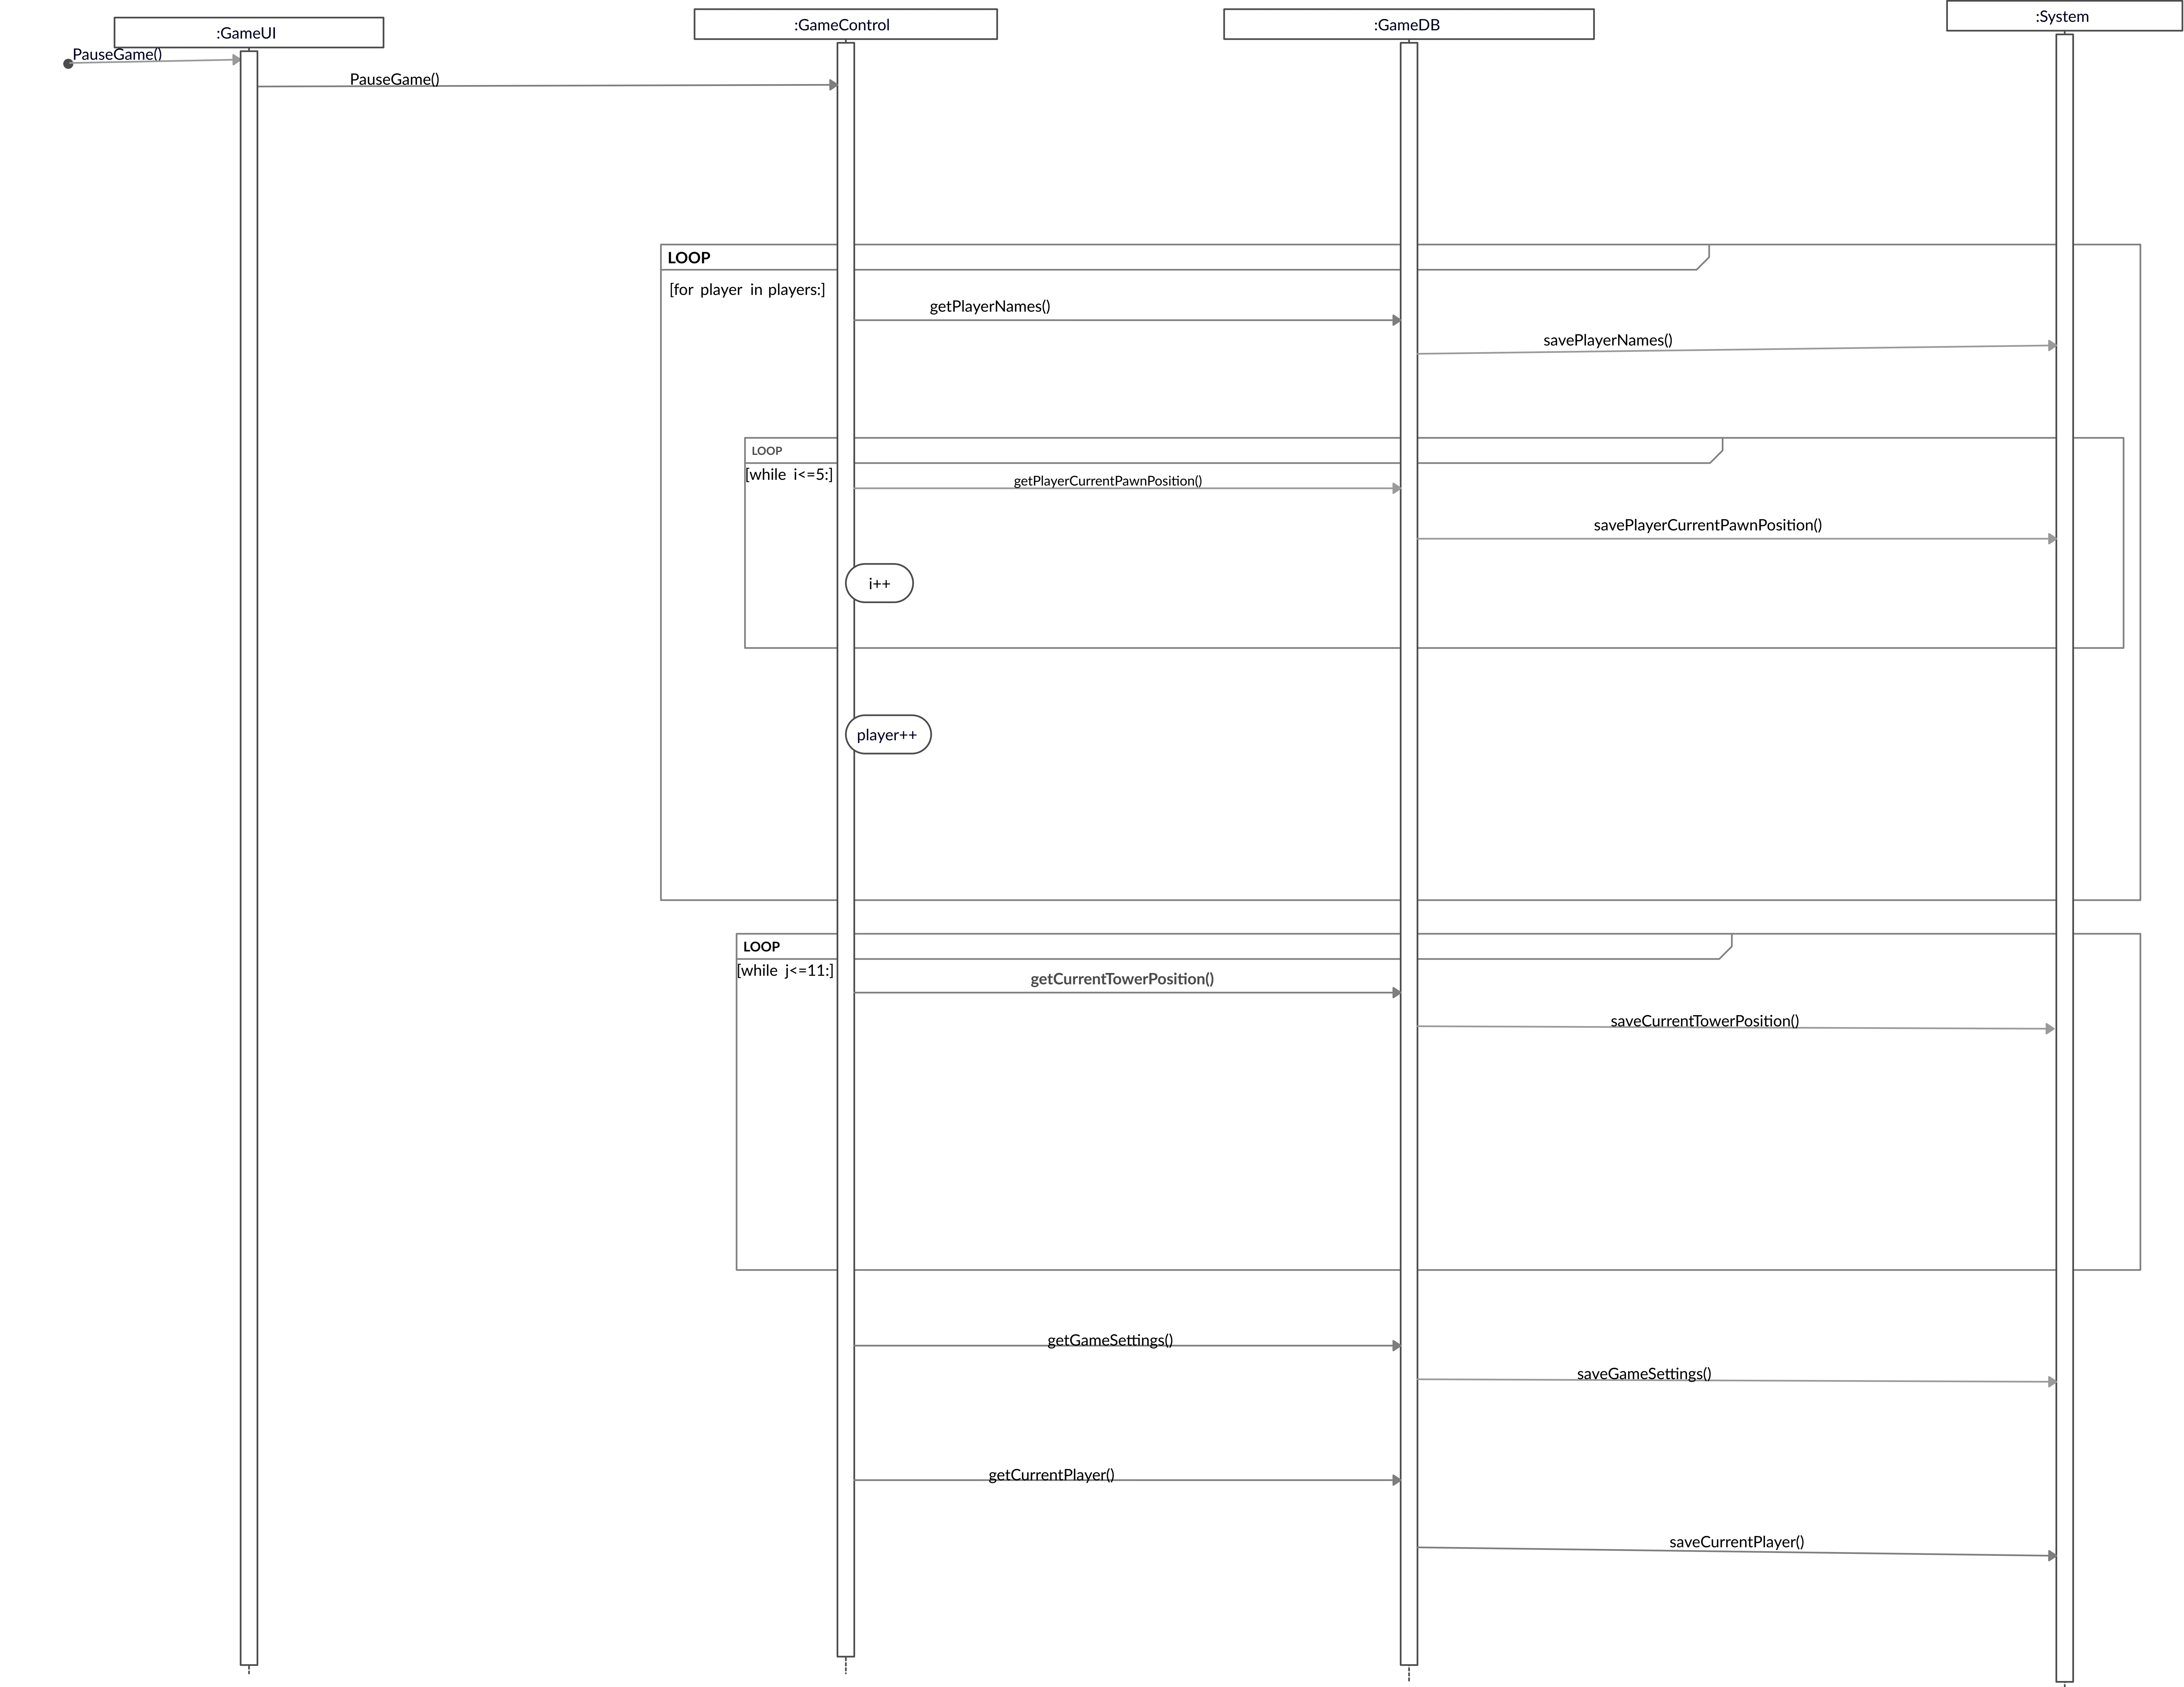 :GameUI
:GameControl
:GameDB
:System
PauseGame()
PauseGame()
LOOP
[for player in players:]
getPlayerNames()
savePlayerNames()
LOOP
[while i<=5:]
getPlayerCurrentPawnPosition()
savePlayerCurrentPawnPosition()
i++
player++
LOOP
[while j<=11:]
getCurrentTowerPosition()
saveCurrentTowerPosition()
getGameSettings()
saveGameSettings()
getCurrentPlayer()
saveCurrentPlayer()